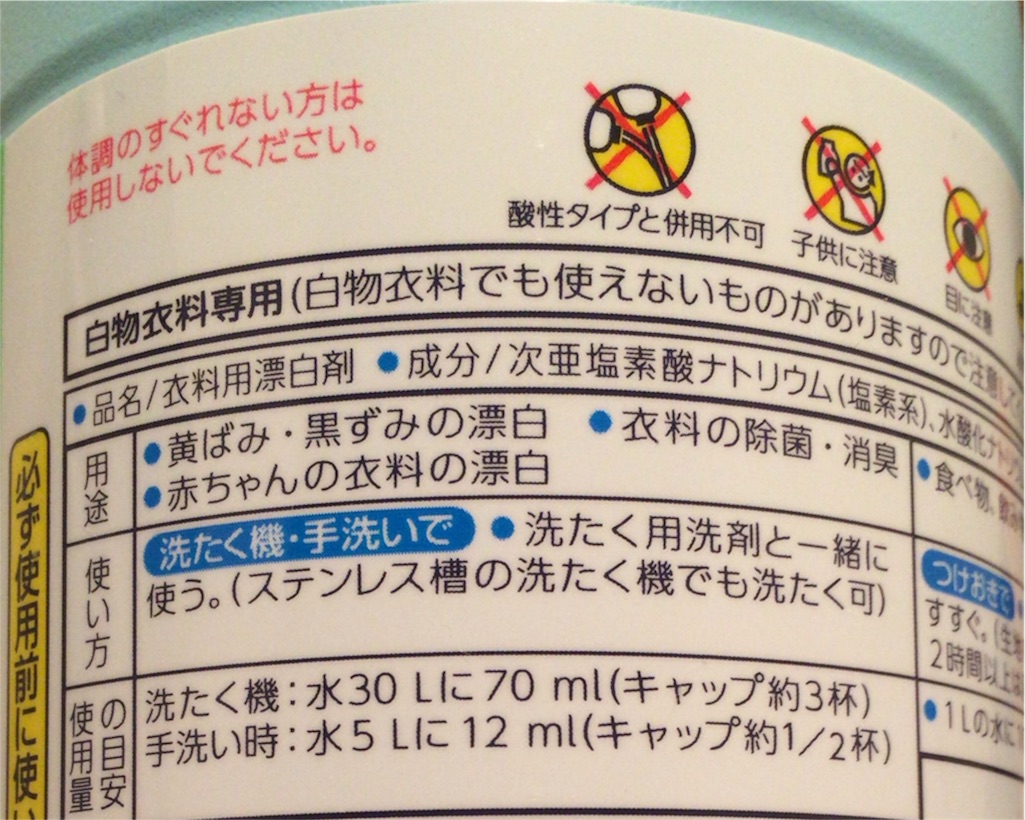 体調のすぐれない方は
使用しないでください。
酸性タイプと併用不可
子供に注意
目に注意
白物衣料専用(白物衣料でも使えないものがありますので注意して
●品名/衣料用漂白剤 ●成分/次亜塩素酸ナトリウム(塩素系)、水酸化ナトリ
用途
●黄ばみ・黒ずみの漂白 ●衣料の除菌・消臭
●赤ちゃんの衣料の漂白
●食べ物、飲み
使い方
洗たく機・手洗いで ●洗たく用洗剤と一緒に
使う。(ステンレス槽の洗たく機でも洗たく可)
つけおきで
すすぐ。(生地
2時間以上は
使用量の目安
洗たく機:水30 Lに70 ml(キャップ約3杯)
手洗い時:水5 Lに12 ml(キャップ約1/2杯)
●1Lの水に
必ず使用前に使い